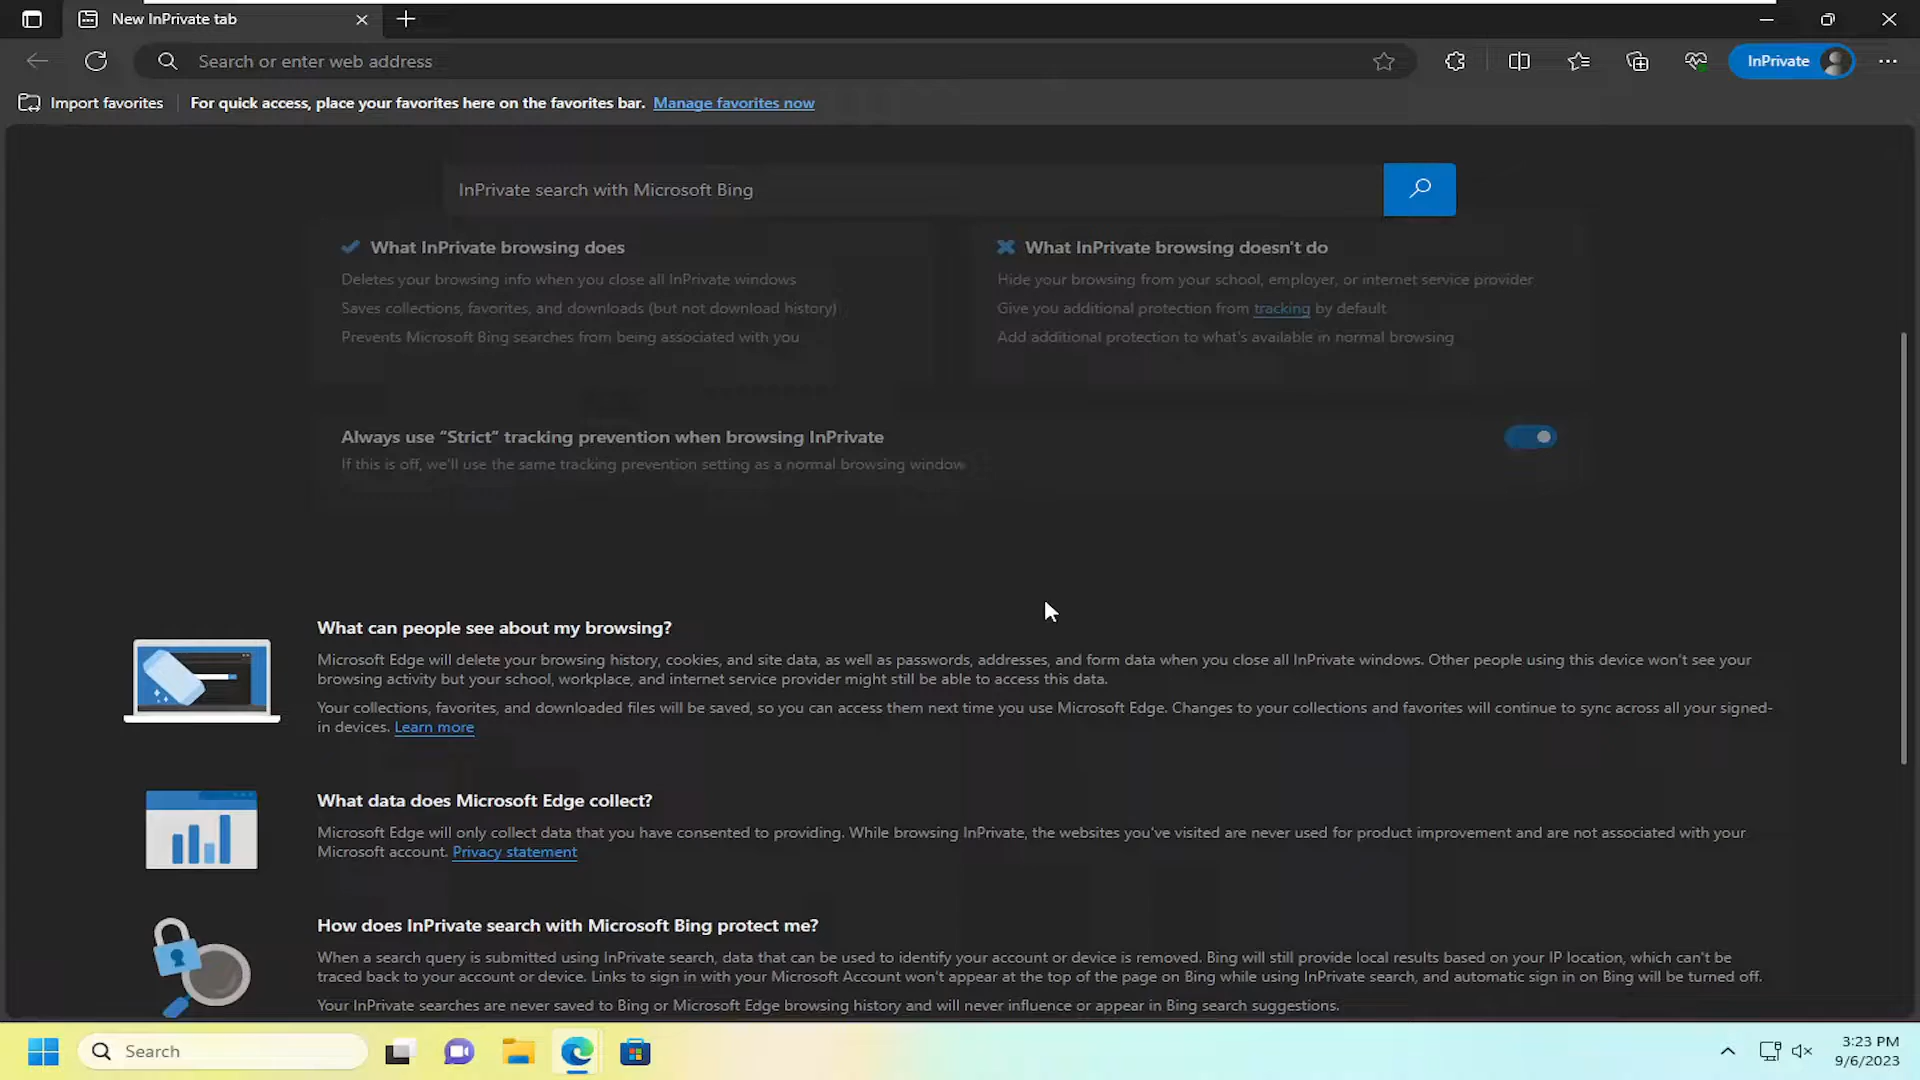 New InPrivate tab
Search or enter web address
InPrivate
Import favorites
For quick access, place your favorites here on the favorites bar. Manage favorites now
InPrivate search with Microsoft Bing
What InPrivate browsing does
Deletes your browsing info when you close all InPrivate windows
Saves collections, favorites, and downloads (but not download history)
Prevents Microsoft Bing searches from being associated with you
What InPrivate browsing doesn't do
Hide your browsing from your school, employer, or internet service provider
Give you additional protection from tracking by default
Add additional protection to what's available in normal browsing
Always use “Strict” tracking prevention when browsing InPrivate
If this is off, we'll use the same tracking prevention setting as a normal browsing window
What can people see about my browsing?
Microsoft Edge will delete your browsing history, cookies, and site data, as well as passwords, addresses, and form data when you close all InPrivate windows. Other people using this device won't see your
browsing activity but your school, workplace, and internet service provider might still be able to access this data.
Your collections, favorites, and downloaded files will be saved, so you can access them next time you use Microsoft Edge. Changes to your collections and favorites will continue to sync across all your signed-
in devices. Learn more
What data does Microsoft Edge collect?
Microsoft Edge will only collect data that you have consented to providing. While browsing InPrivate, the websites you've visited are never used for product improvement and are not associated with your
Microsoft account. Privacy statement
How does InPrivate search with Microsoft Bing protect me?
When a search query is submitted using InPrivate search, data that can be used to identify your account or device is removed. Bing will still provide local results based on your IP location, which can't be
traced back to your account or device. Links to sign in with your Microsoft Account won't appear at the top of the page on Bing while using InPrivate search, and automatic sign in on Bing will be turned off.
Your InPrivate searches are never saved to Bing or Microsoft Edge browsing history and will never influence or appear in Bing search suggestions.
Search
3:23 PM
9/6/2023